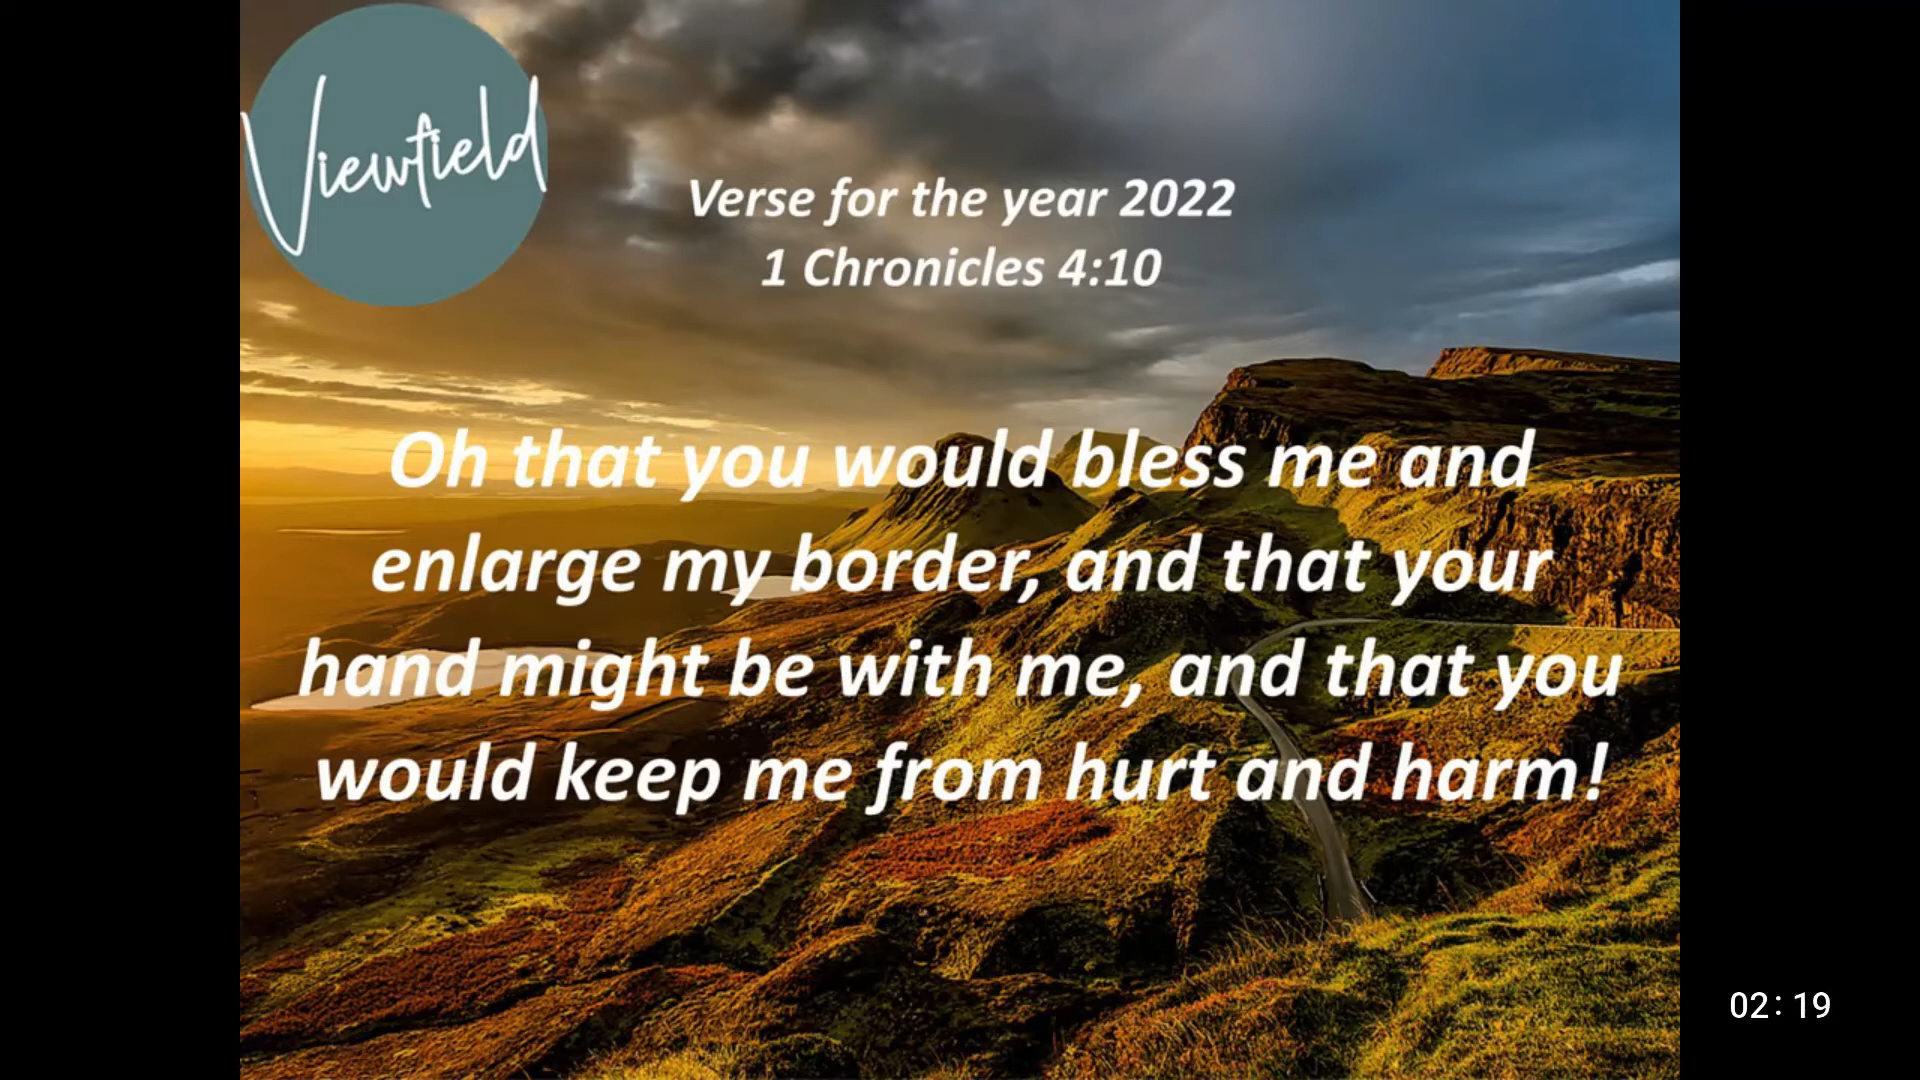 Viewfield
Verse for the year 2022
1 Chronicles 4:10
Oh that you would bless me and
enlarge my border, and that your
hand might be with me, and that you
would keep me from hurt and harm!
02:19